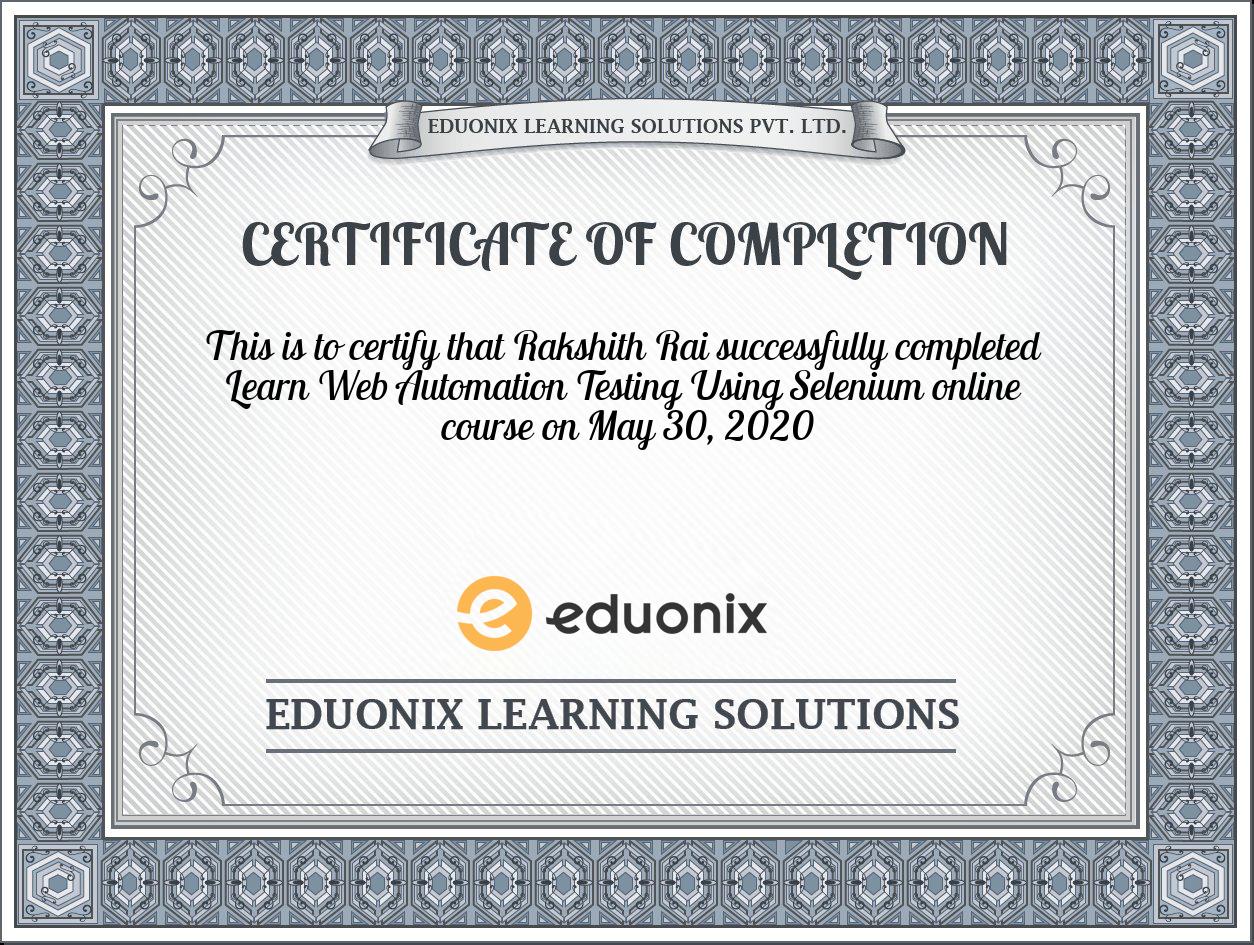 EDUONIX LEARNING SOLUTIONS PVT. LTD.
CERTIFICATE OF COMPLETION
This is to certify that Rakshith Rai successfully completed
Learn Web Automation Testing Using Selenium online
course on May 30, 2020
e eduonix
EDUONIX LEARNING SOLUTIONS